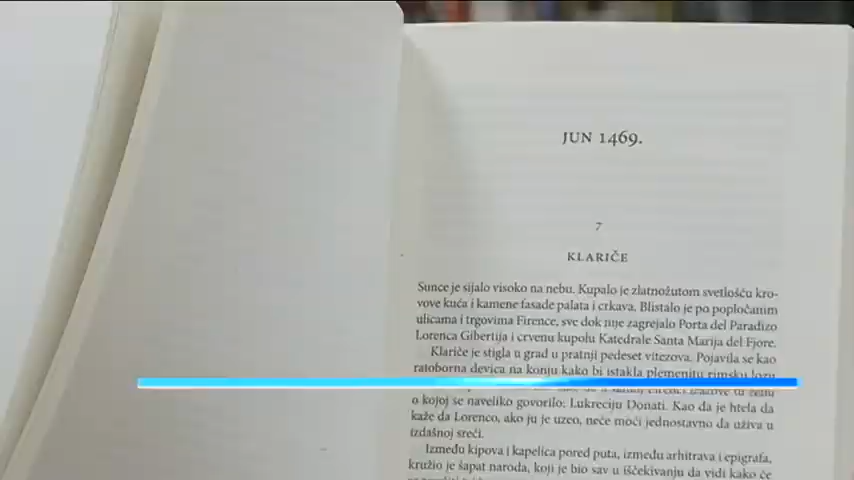 JUN 1469.
7
KLARIČE
Sunce je sijalo visoko na nebu. Kupalo je zlatnožutom svetlošću kro-
vove kuća i kamene fasade palata i crkava. Blistalo je po popločanim
ulicama i trgovima Firence, sve dok nije zagrejalo Porta del Paradizo
Lorenca Gibertija i crvenu kupolu Katedrale Santa Marija del Fjore.
Klariče je stigla u grad u pratnji pedeset vitezova. Pojavila se kao
ratoborna devica na konju kako bi istakla plemenitu rimsku lozu
o kojoj se naveliko govorilo: Lukreciju Donati. Kao da je htela da
kaže da Lorenco, ako ju je uzeo, neće moći jednostavno da uživa u
izdašnoj sreći.
Između kipova i kapelica pored puta, između arhitrava i epigrafa,
kružio je šapat naroda, koji je bio sav u iščekivanju da vidi kako će